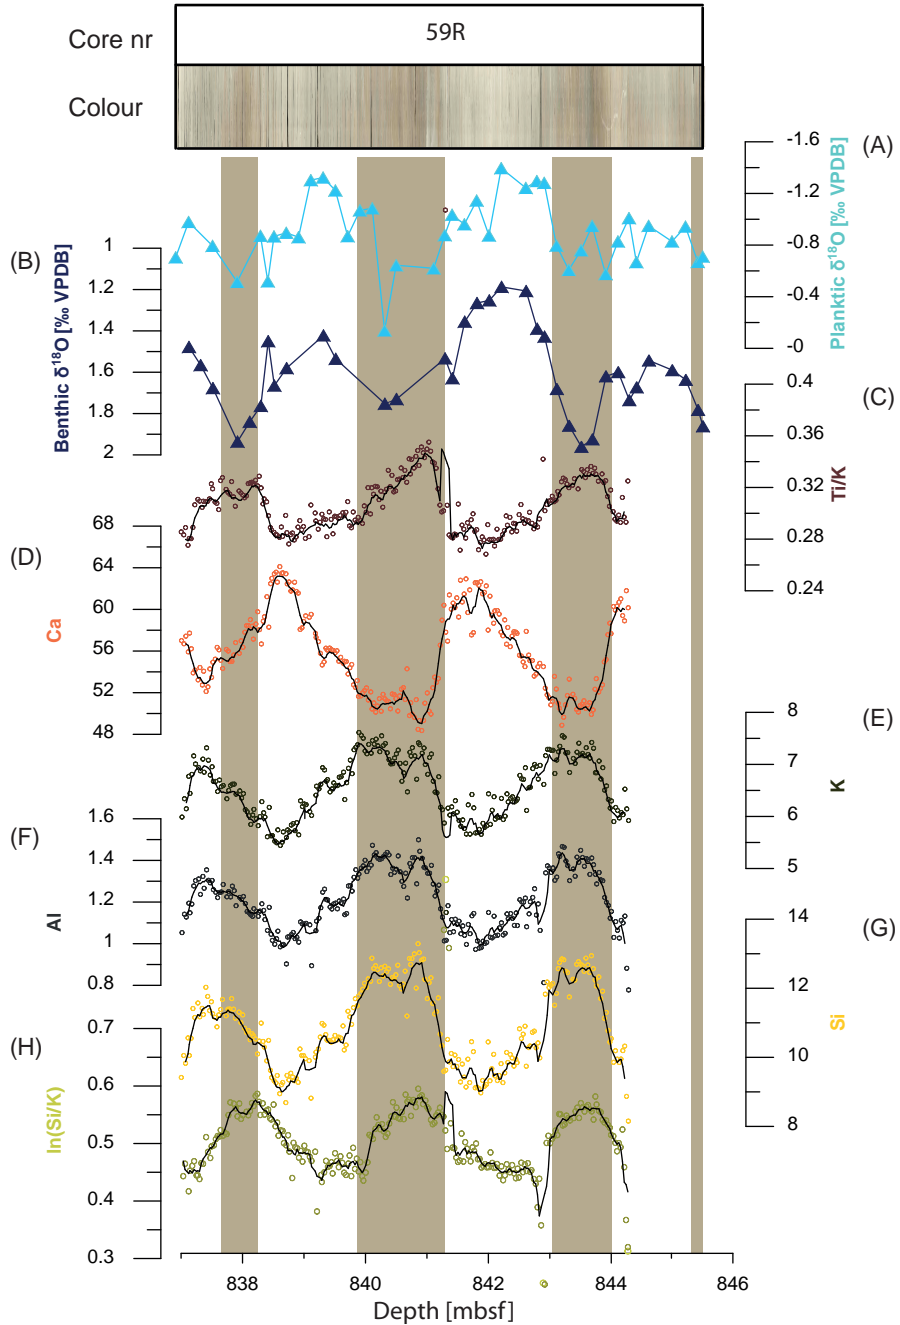 Core nr
59R
Colour
(A)
-1.6
-1.2
-0.8
-0.4
-0
Planktic δ¹⁸O [‰ VPDB]
(B)
1
1.2
1.4
1.6
1.8
2
Benthic δ¹⁸O [‰ VPDB]
(C)
0.4
0.36
0.32
0.28
0.24
Ti/K
(D)
68
64
60
56
52
48
Ca
(E)
8
7
6
5
K
(F)
1.6
1.4
1.2
1
0.8
Al
(G)
14
12
10
8
Si
(H)
0.7
0.6
0.5
0.4
0.3
ln(Si/K)
838
840
842
844
846
Depth [mbsf]